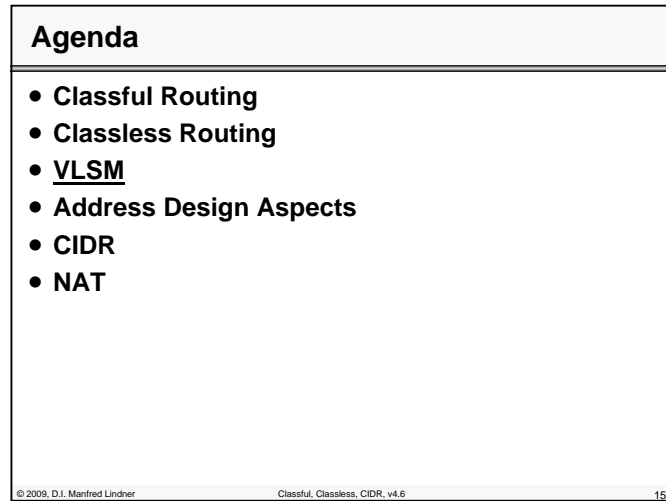 Agenda
• Classful Routing
• Classless Routing
• VLSM
• Address Design Aspects
• CIDR
• NAT
© 2009, D.I. Manfred Lindner Classful, Classless, CIDR, v4.6 15